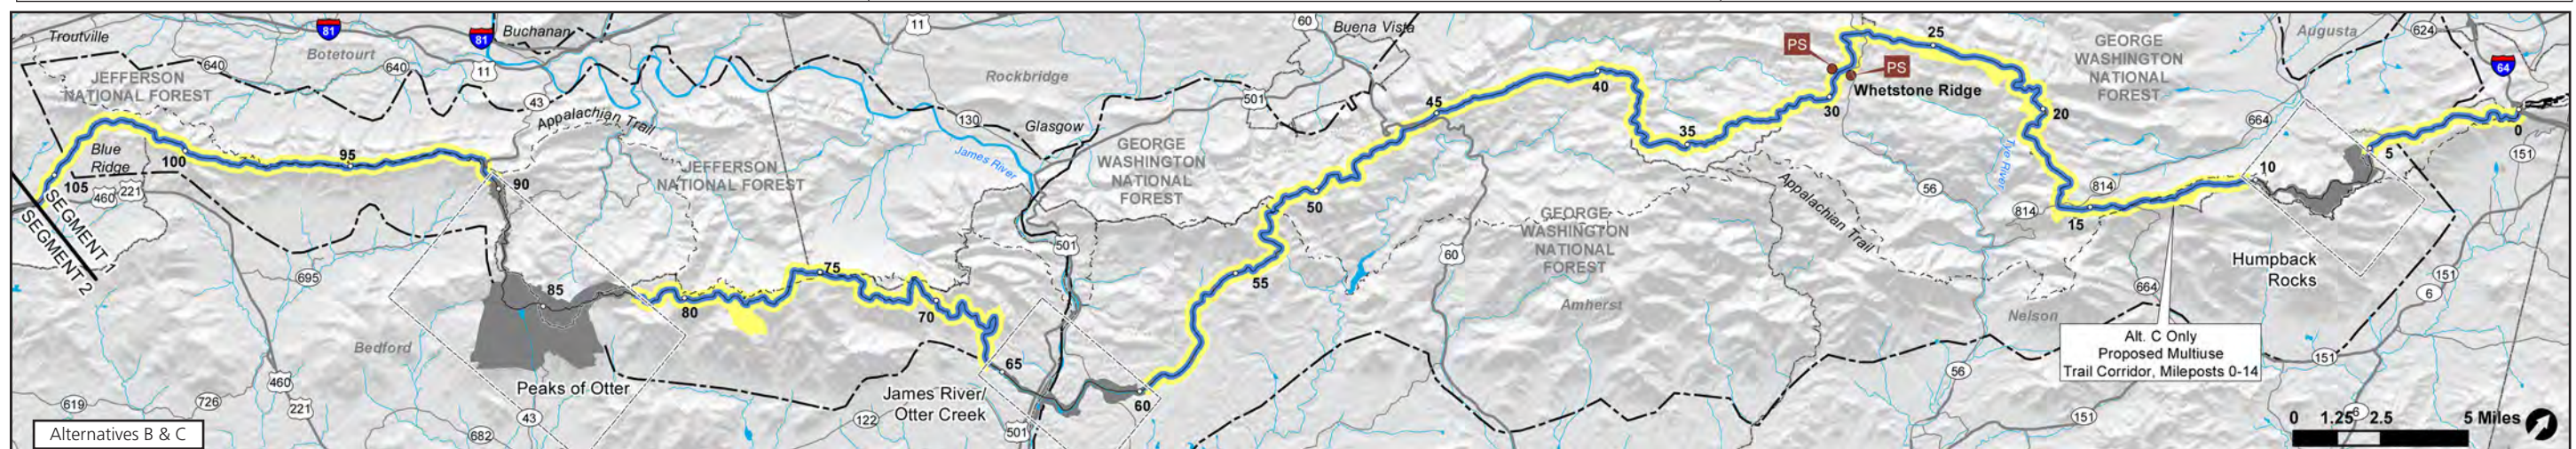 Troutville
81
Botetourt
640
JEFFERSON
NATIONAL FOREST
640
81
Buchanan
11
43
Appalachian Trail
11
Rockbridge
130
Glasgow
James River
501
60
Buena Vista
GEORGE
WASHINGTON
NATIONAL
FOREST
45
40
35
30
PS
PS
Whetstone Ridge
25
20
GEORGE
WASHINGTON
NATIONAL
FOREST
Augusta
624
64
664
0
151
5
10
Blue
Ridge
100
95
90
105
460
221
SEGMENT 1
SEGMENT 2
JEFFERSON
NATIONAL FOREST
695
85
80
75
70
65
60
55
50
501
60
GEORGE
WASHINGTON
NATIONAL
FOREST
Amherst
Appalachian Trail
56
Tye River
814
814
15
664
Nelson
Humpback
Rocks
151
6
151
Alt. C Only
Proposed Multiuse
Trail Corridor, Mileposts 0-14
56
151
Bedford
Peaks of Otter
James River/
Otter Creek
460
221
619
726
682
43
122
501
Alternatives B & C
0 1.25 2.5 5 Miles
6